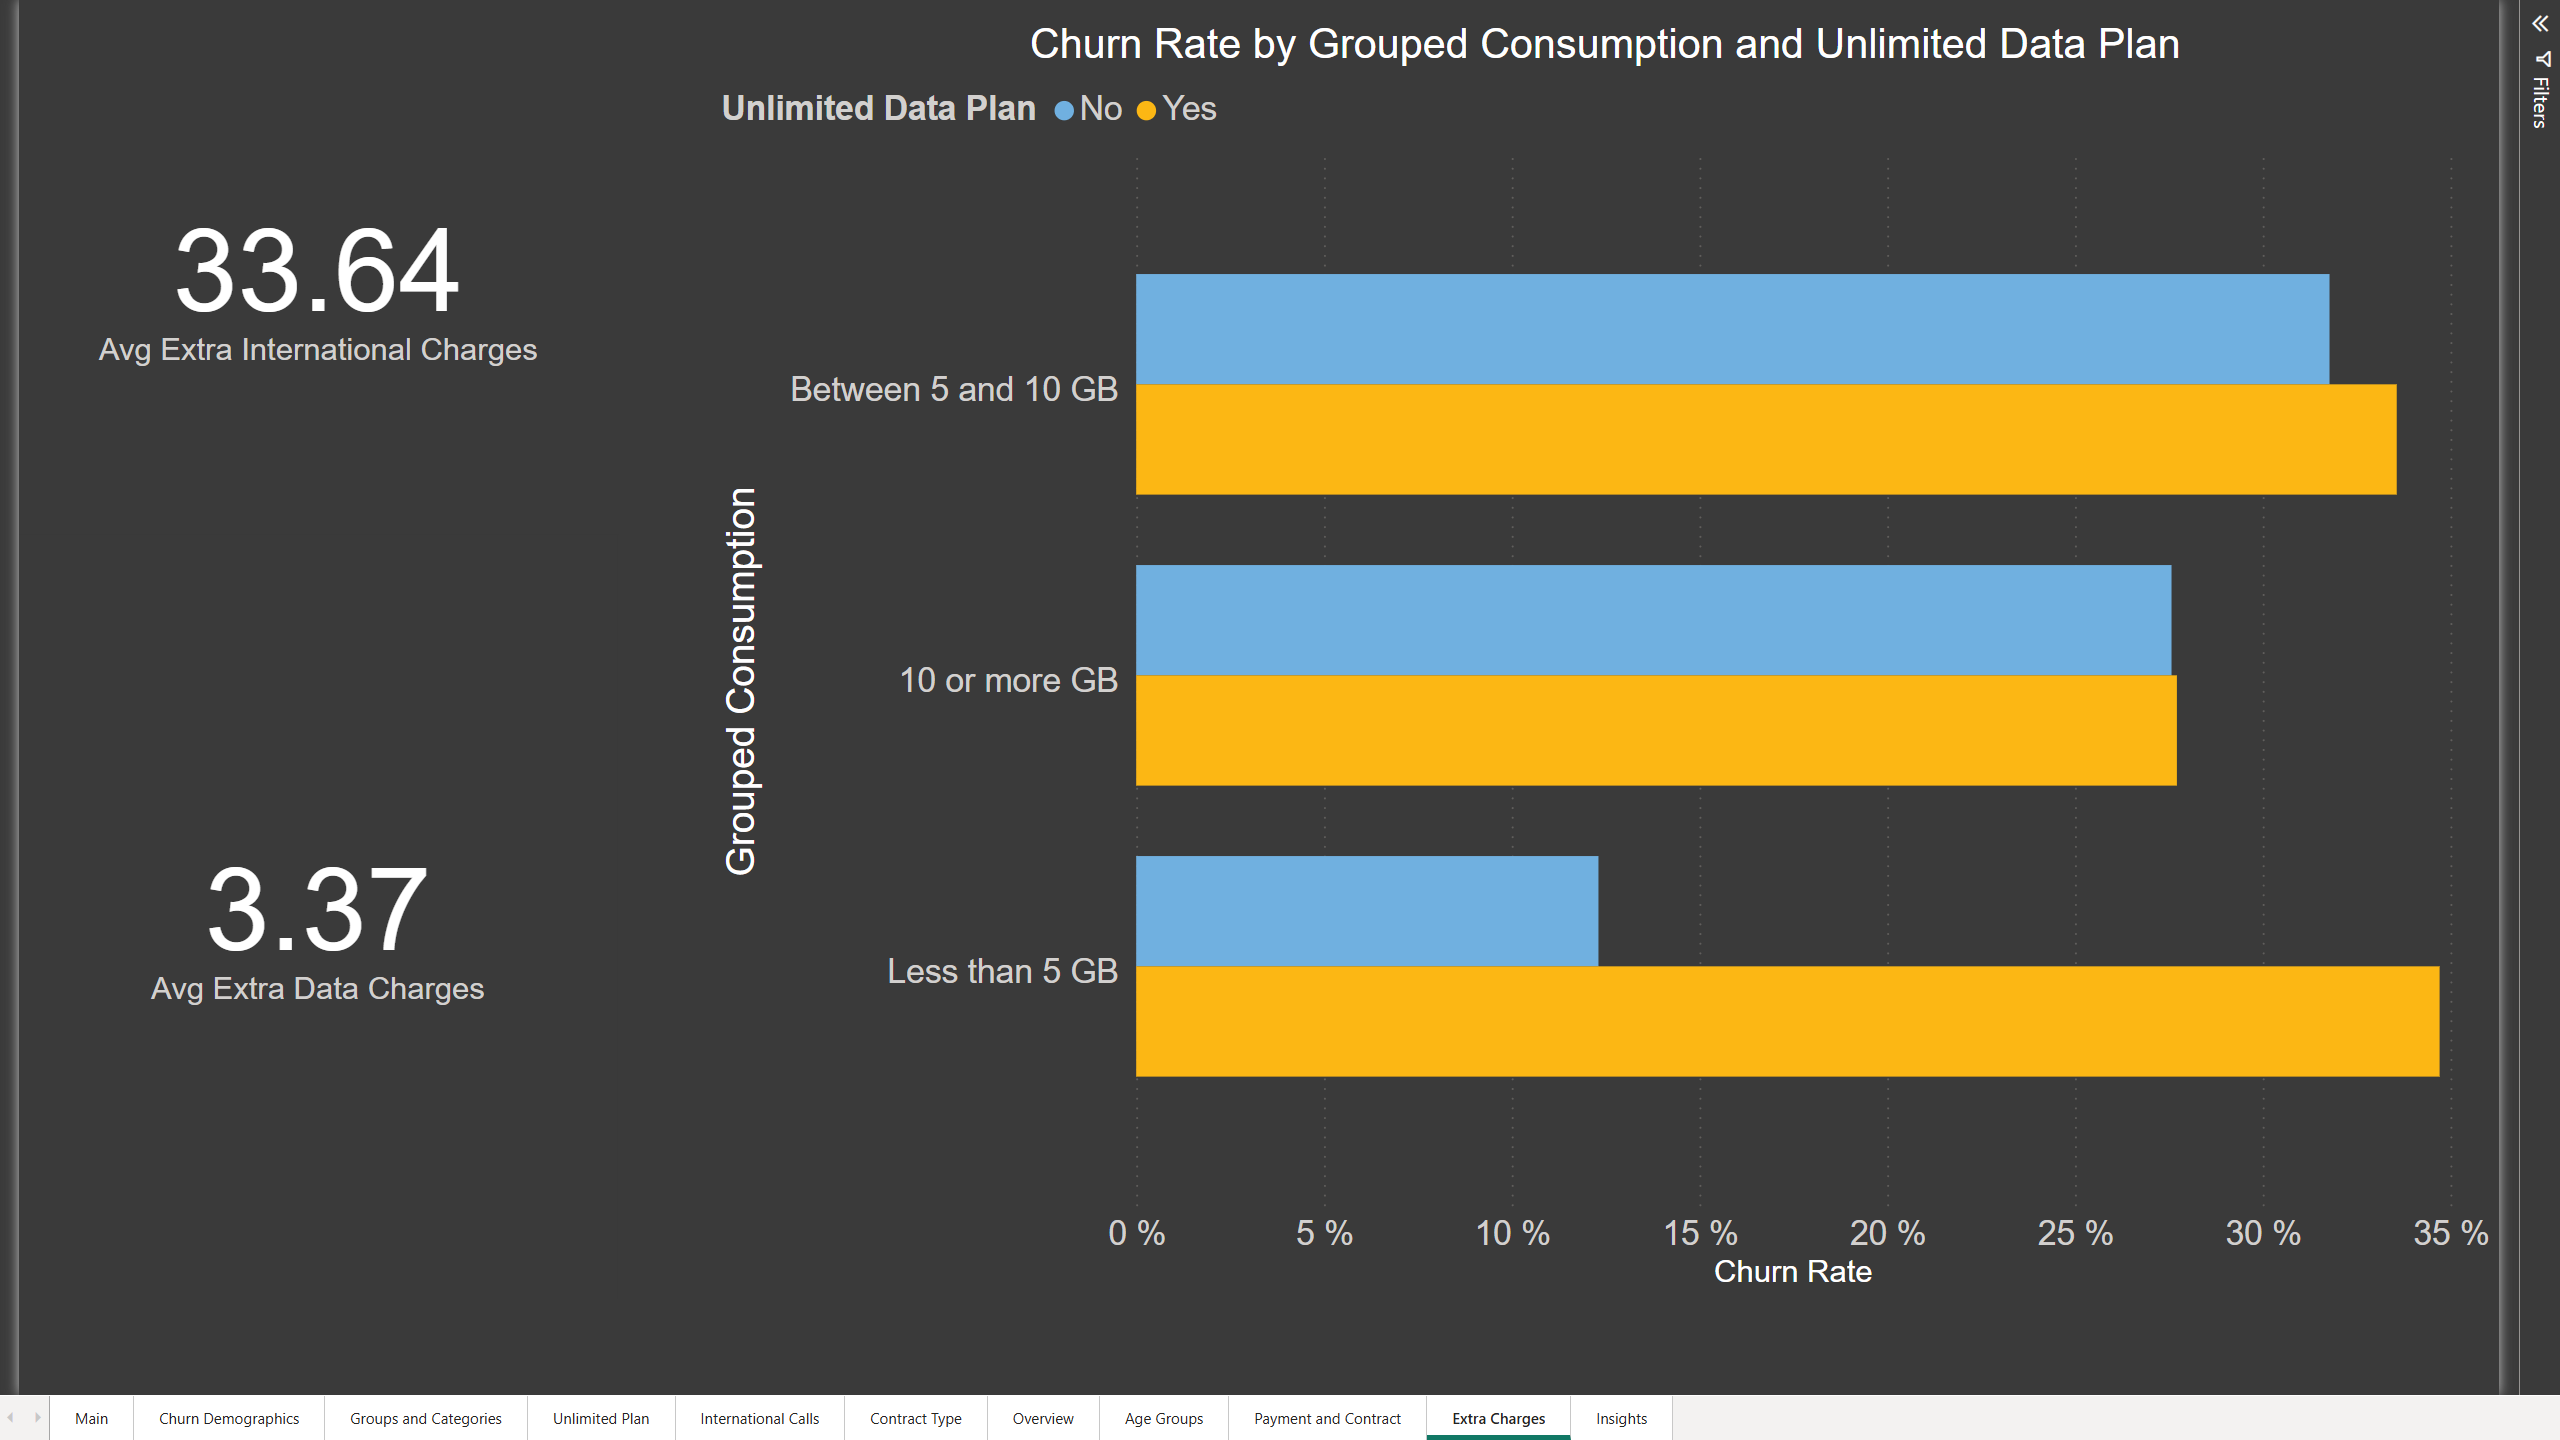 Churn Rate by Grouped Consumption and Unlimited Data Plan
Unlimited Data Plan No Yes
33.64
Avg Extra International Charges
3.37
Avg Extra Data Charges
Grouped Consumption
Between 5 and 10 GB
10 or more GB
Less than 5 GB
0 % 5 % 10 % 15 % 20 % 25 % 30 % 35 %
Churn Rate
Filters
Main Churn Demographics Groups and Categories Unlimited Plan International Calls Contract Type Overview Age Groups Payment and Contract Extra Charges Insights